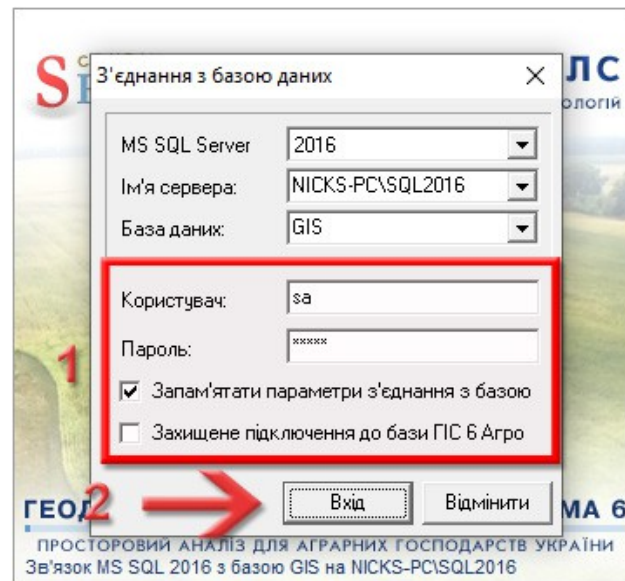 З'єднання з базою даних
ЛС
ологій
MS SQL Server 2016
Ім'я сервера: NICKS-PC\SQL2016
База даних: GIS
Користувач: sa
Пароль: *****
1
Запам'ятати параметри з'єднання з базою
Захищене підключення до бази ГІС 6 Агро
2
Вхід Відмінити
ГЕОД МА 6
ПРОСТОРОВИЙ АНАЛІЗ ДЛЯ АГРАРНИХ ГОСПОДАРСТВ УКРАЇНИ
Зв'язок MS SQL 2016 з базою GIS на NICKS-PC\SQL2016